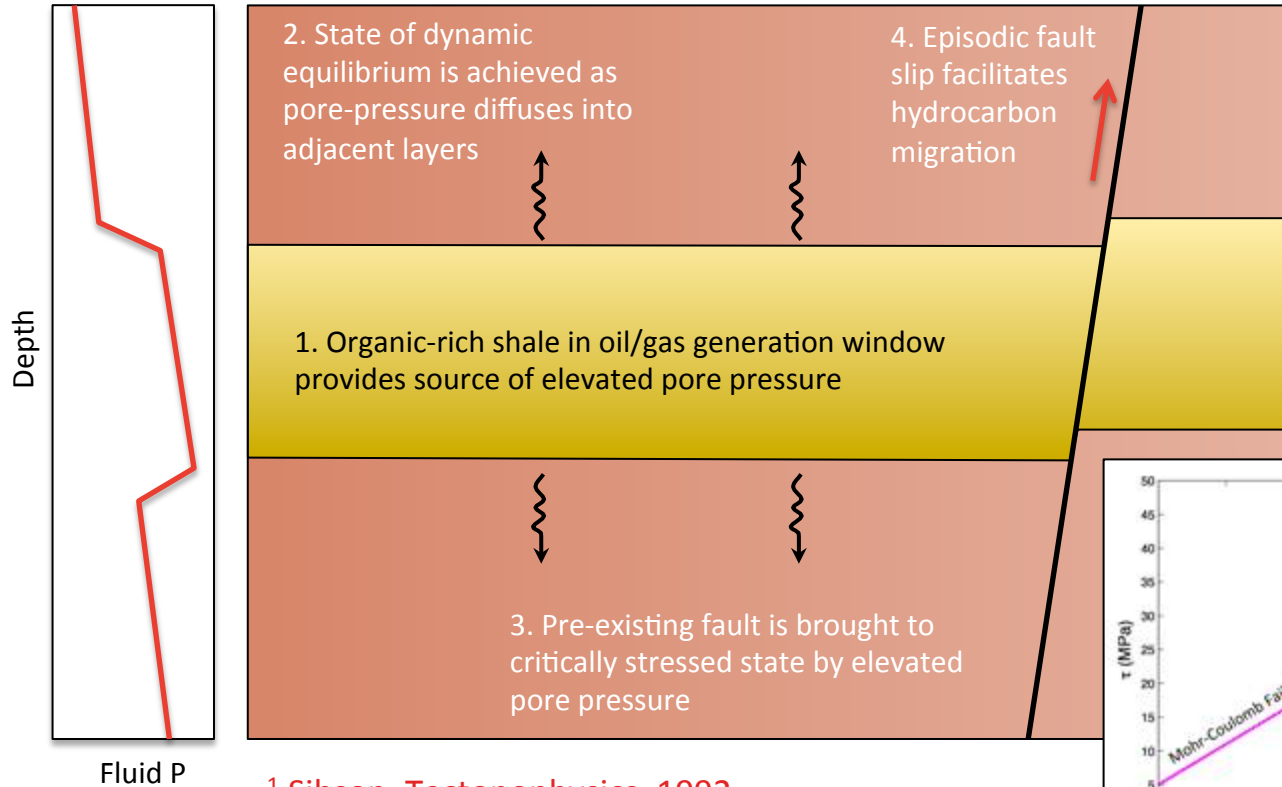 2. State of dynamic
equilibrium is achieved as
pore-pressure diffuses into
adjacent layers
4. Episodic fault
slip facilitates
hydrocarbon
migration
1. Organic-rich shale in oil/gas generation window
provides source of elevated pore pressure
3. Pre-existing fault is brought to
critically stressed state by elevated
pore pressure
Depth
Fluid P
50
45
40
35
30
25
20
15
10
τ (MPa)
Mohr-Coulomb